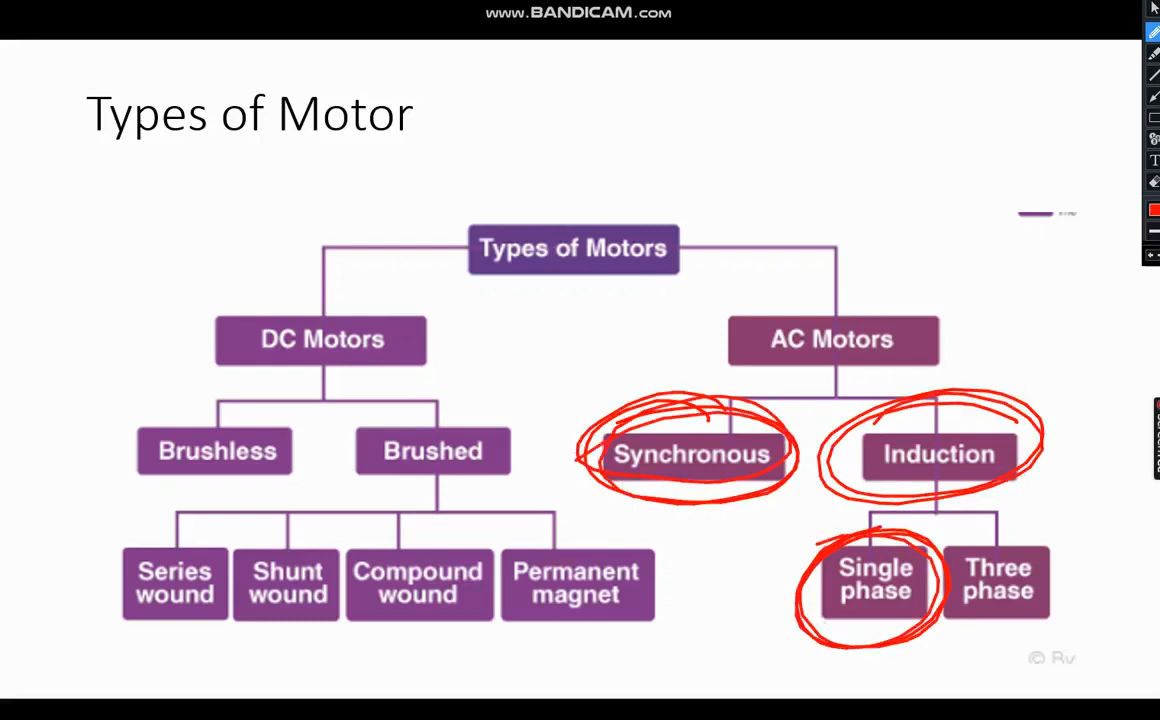 www.BANDICAM.com
Types of Motor
Types of Motors
DC Motors
AC Motors
Brushless
Brushed
Synchronous
Induction
Series
wound
Shunt
wound
Compound
wound
Permanent
magnet
Single
phase
Three
phase